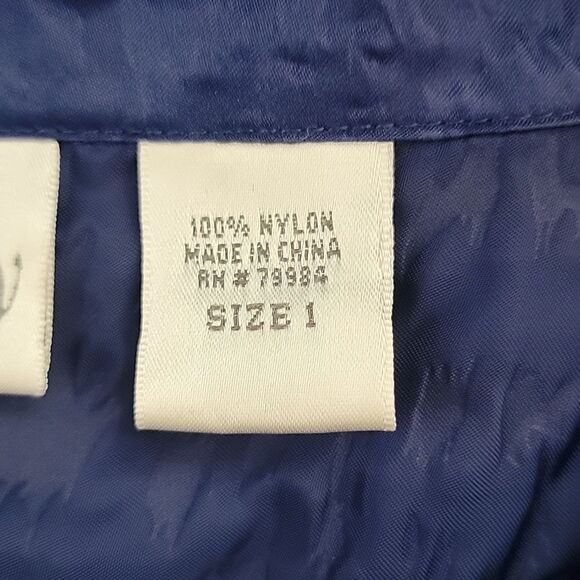 100% NYLON
MADE IN CHINA
RN # 79984
SIZE 1